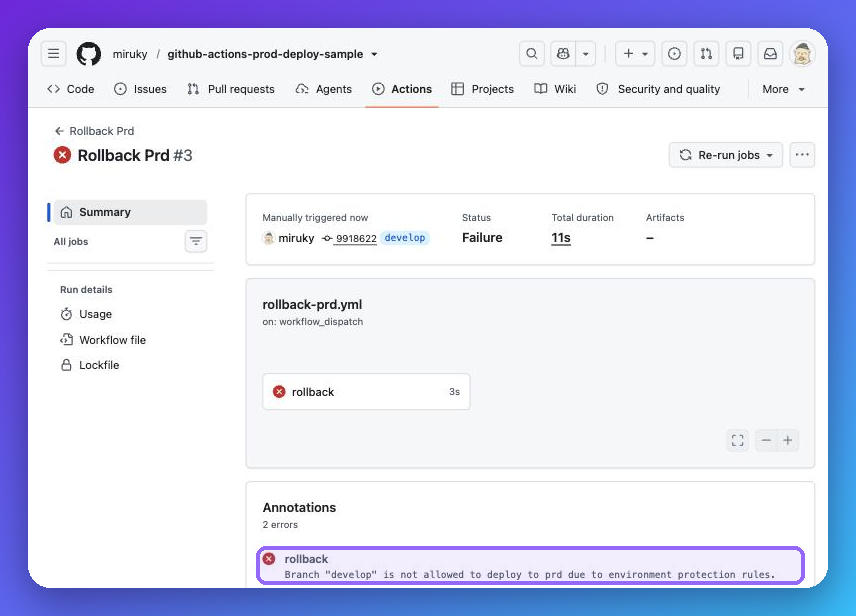 miruky / github-actions-prod-deploy-sample
Code Issues Pull requests Agents Actions Projects Wiki Security and quality More
Rollback Prd
Rollback Prd #3
Re-run jobs
Summary
All jobs
Run details
Usage
Workflow file
Lockfile
Manually triggered now
miruky 9918622 develop
Status
Failure
Total duration
11s
Artifacts
–
rollback-prd.yml
on: workflow_dispatch
rollback 3s
Annotations
2 errors
rollback
Branch "develop" is not allowed to deploy to prd due to environment protection rules.